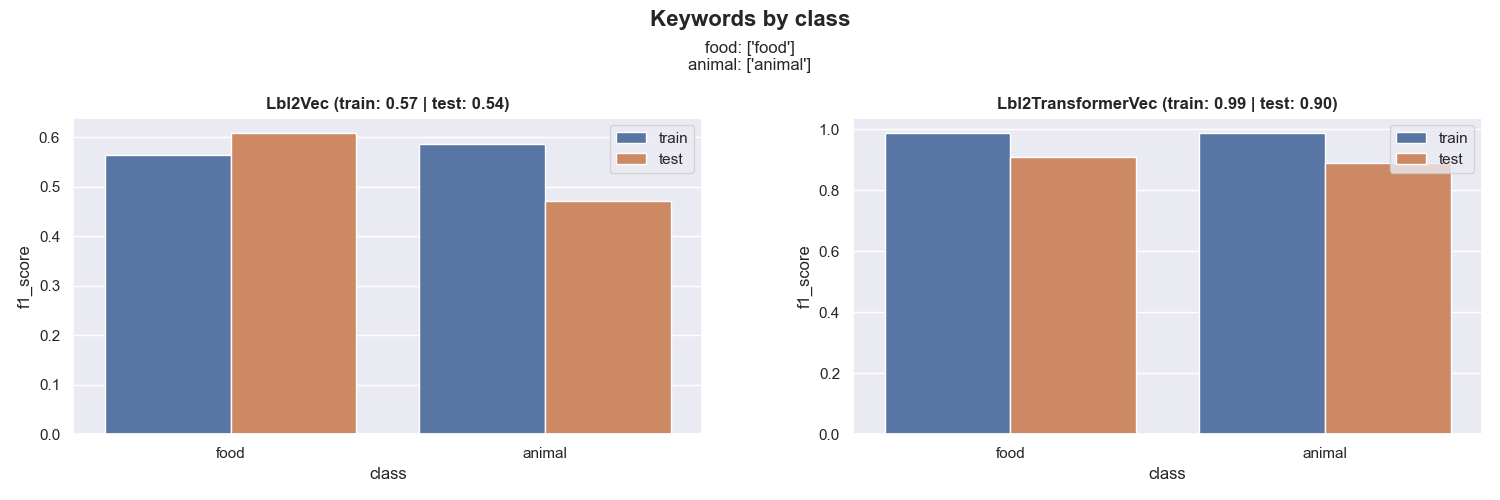 Keywords by class
food: ['food']
animal: ['animal']
Lbl2Vec (train: 0.57 | test: 0.54)
0.6
0.5
0.4
0.3
0.2
0.1
0.0
f1_score
train
test
food
animal
class
Lbl2TransformerVec (train: 0.99 | test: 0.90)
1.0
0.8
0.6
0.4
0.2
0.0
f1_score
train
test
food
animal
class